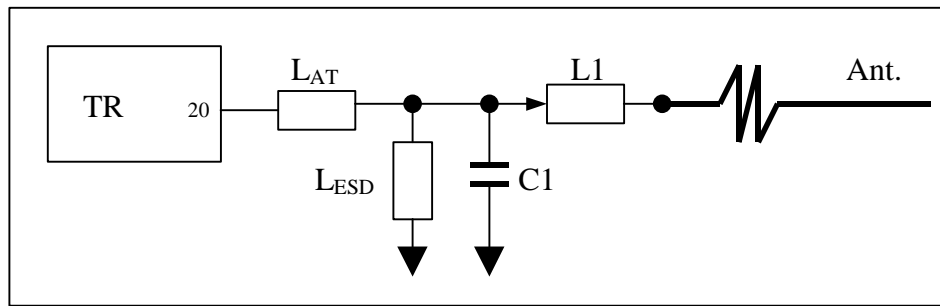 TR
20
L_AT
L1
Ant.
L_ESD
C1